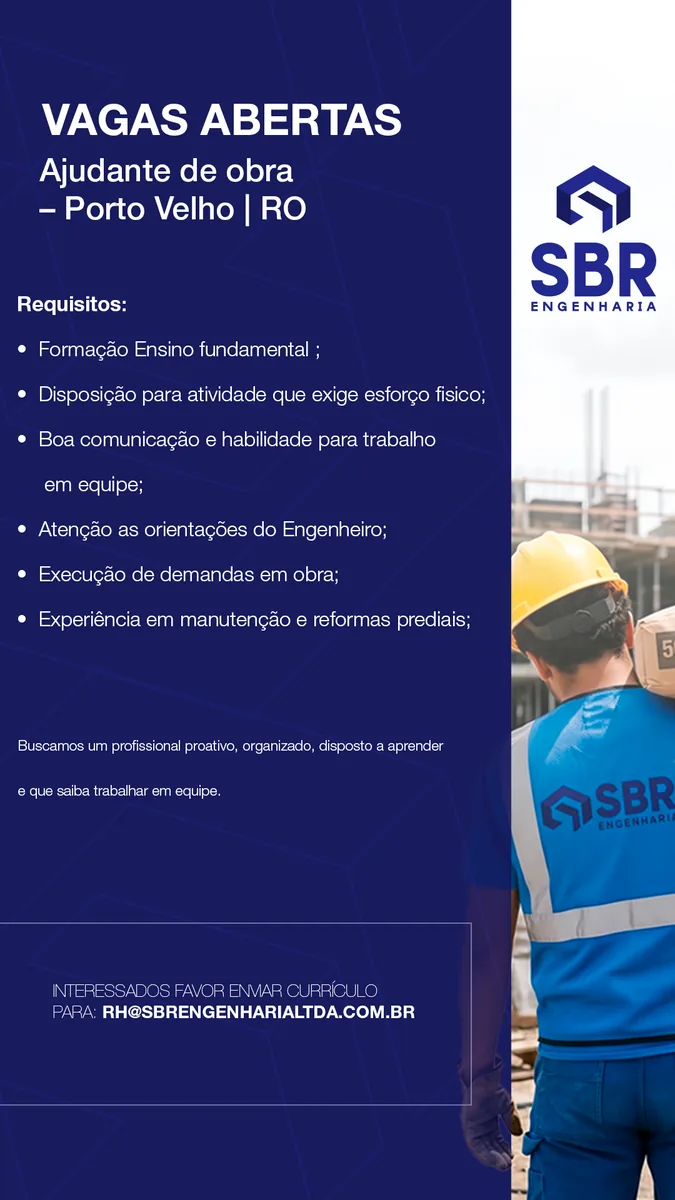 VAGAS ABERTAS
Ajudante de obra
– Porto Velho | RO
SBR
ENGENHARIA
Requisitos:
• Formação Ensino fundamental ;
• Disposição para atividade que exige esforço fisico;
• Boa comunicação e habilidade para trabalho
em equipe;
• Atenção as orientações do Engenheiro;
• Execução de demandas em obra;
• Experiência em manutenção e reformas prediais;
Buscamos um profissional proativo, organizado, disposto a aprender
e que saiba trabalhar em equipe.
SBR
ENGENHARIA
INTERESSADOS FAVOR ENVIAR CURRÍCULO
PARA: RH@SBRENGENHARIALTDA.COM.BR